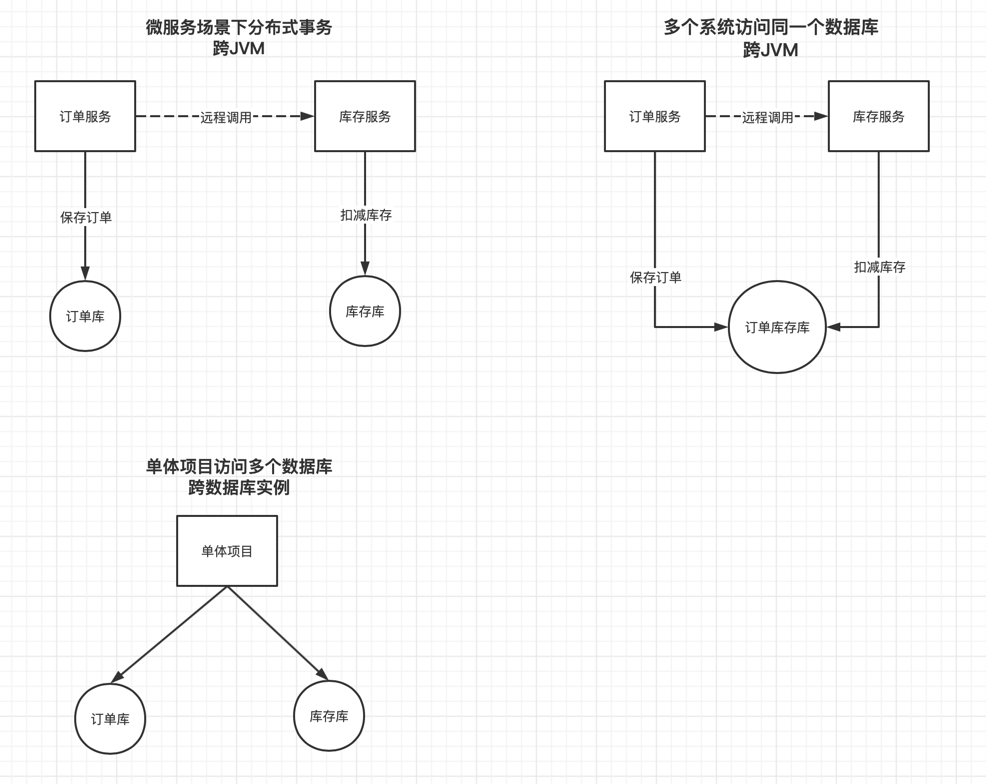 微服务场景下分布式事务
跨JVM
订单服务
远程调用
库存服务
保存订单
扣减库存
订单库
库存库
多个系统访问同一个数据库
跨JVM
订单服务
远程调用
库存服务
保存订单
扣减库存
订单库存库
单体项目访问多个数据库
跨数据库实例
单体项目
订单库
库存库